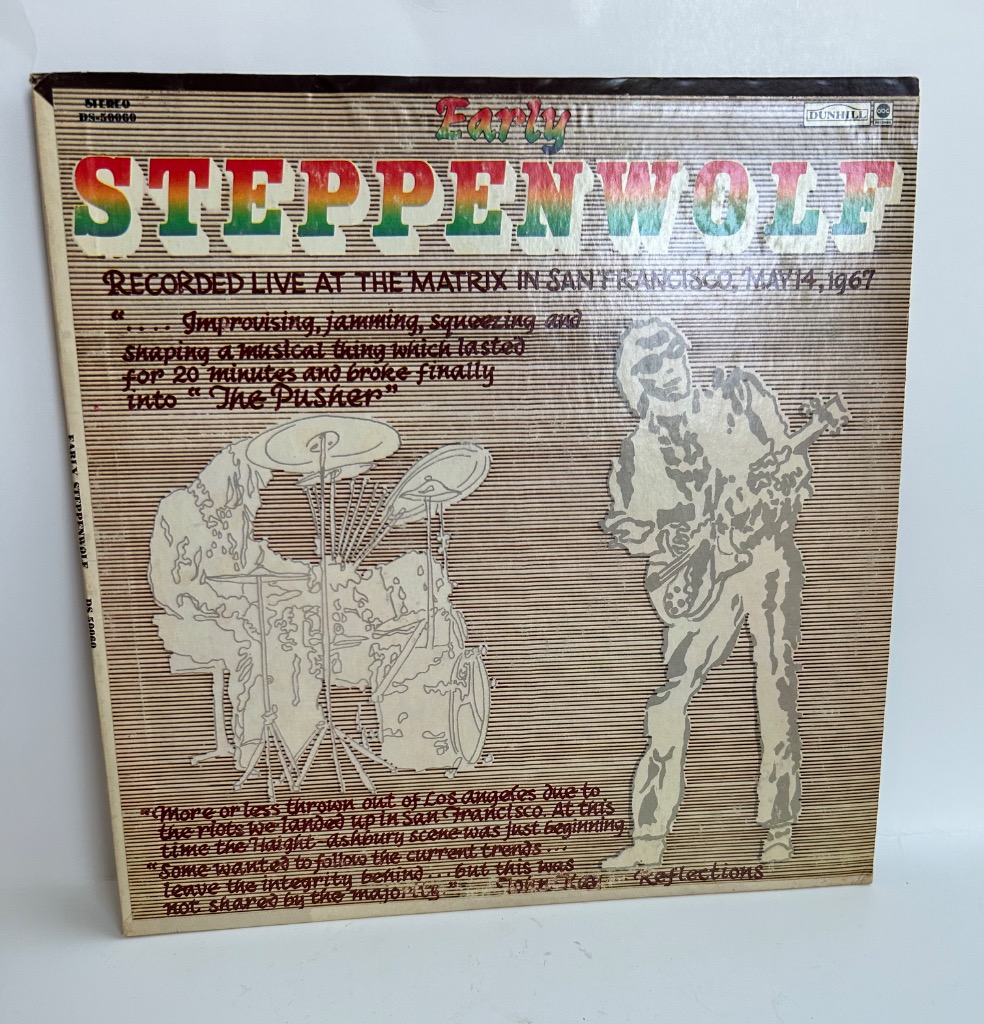 STEREO
DS-50060
Early
DUNHILL
abc
STEPPENWOLF
RECORDED LIVE AT THE MATRIX IN SAN FRANCISCO, MAY 14, 1967
".... Improvising, jamming, squeezing and
shaping a musical thing which lasted
for 20 minutes and broke finally
into "The Pusher"
EARLY STEPPENWOLF DS-50060
"More or less thrown out of Los Angeles due to
the riots we landed up in San Francisco. At this
time the Haight-ashbury scene was just beginning
"Some wanted to follow the current trends...
leave the integrity behind...but this was
not shared by the majority" John Reflections